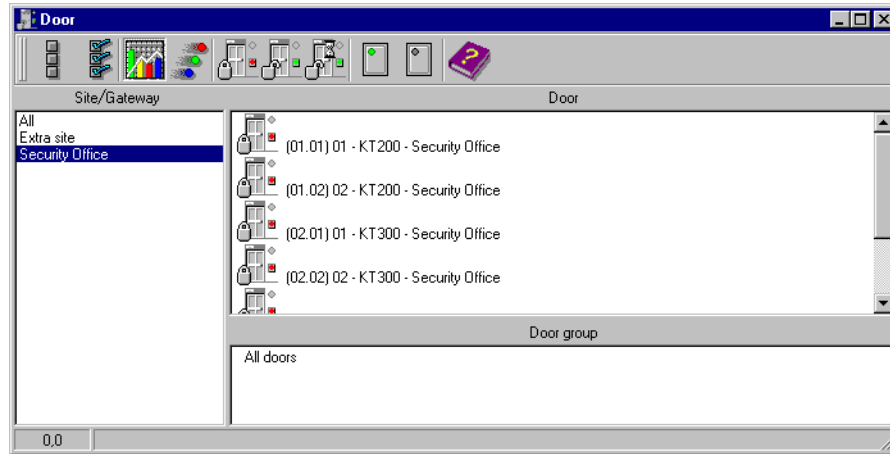 Door
Site/Gateway
Door
All
Extra site
Security Office
(01.01) 01 - KT200 - Security Office
(01.02) 02 - KT200 - Security Office
(02.01) 01 - KT300 - Security Office
(02.02) 02 - KT300 - Security Office
Door group
All doors
0,0